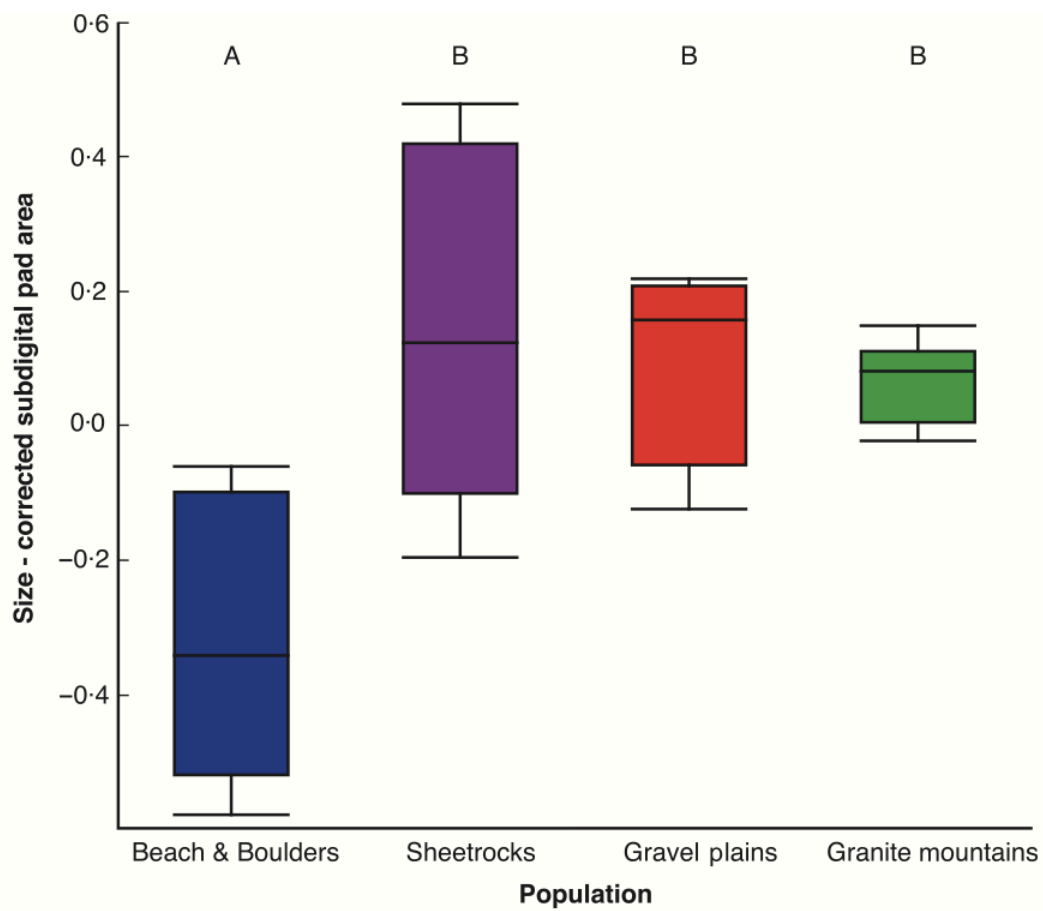 0·6
A B B B
0·4
0·2
0·0
−0·2
−0·4
Size - corrected subdigital pad area
Beach & Boulders Sheetrocks Gravel plains Granite mountains
Population